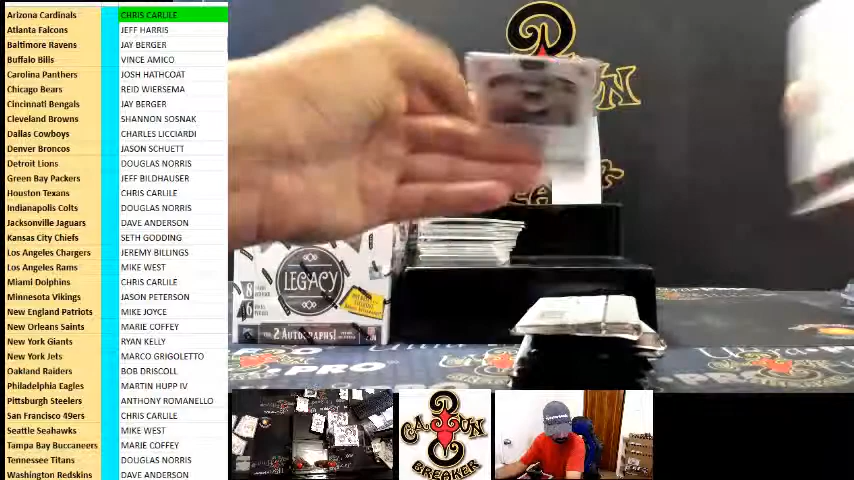 Arizona Cardinals CHRIS CARLILE
Atlanta Falcons JEFF HARRIS
Baltimore Ravens JAY BERGER
Buffalo Bills VINCE AMICO
Carolina Panthers JOSH HATHCOAT
Chicago Bears REID WIERSEMA
Cincinnati Bengals JAY BERGER
Cleveland Browns SHANNON SOSNAK
Dallas Cowboys CHARLES LICCIARDI
Denver Broncos JASON SCHUETT
Detroit Lions DOUGLAS NORRIS
Green Bay Packers JEFF BILDHAUSER
Houston Texans CHRIS CARLILE
Indianapolis Colts DOUGLAS NORRIS
Jacksonville Jaguars DAVE ANDERSON
Kansas City Chiefs SETH GODDING
Los Angeles Chargers JEREMY BILLINGS
Los Angeles Rams MIKE WEST
Miami Dolphins CHRIS CARLILE
Minnesota Vikings JASON PETERSON
New England Patriots MIKE JOYCE
New Orleans Saints MARIE COFFEY
New York Giants RYAN KELLY
New York Jets MARCO GRIGOLETTO
Oakland Raiders BOB DRISCOLL
Philadelphia Eagles MARTIN HUPP IV
Pittsburgh Steelers ANTHONY ROMANELLO
San Francisco 49ers CHRIS CARLILE
Seattle Seahawks MIKE WEST
Tampa Bay Buccaneers MARIE COFFEY
Tennessee Titans DOUGLAS NORRIS
Washington Redskins DAVE ANDERSON
LEGACY
2 AUTOGRAPHS
CAJUN
BREAKER